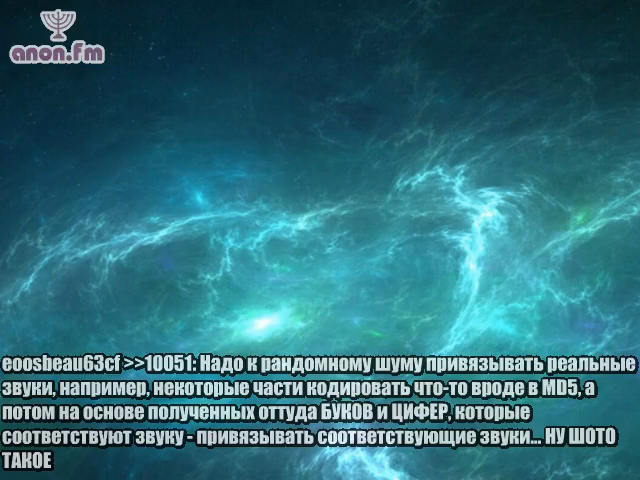 anon.fm
eoosbeau63cf >>10051: Надо к рандомному шуму привязывать реальные
звуки, например, некоторые части кодировать что-то вроде в MD5, а
потом на основе полученных оттуда БУКОВ и ЦИФЕР, которые
соответствуют звуку - привязывать соответствующие звуки... НУ ШОТО
ТАКОЕ